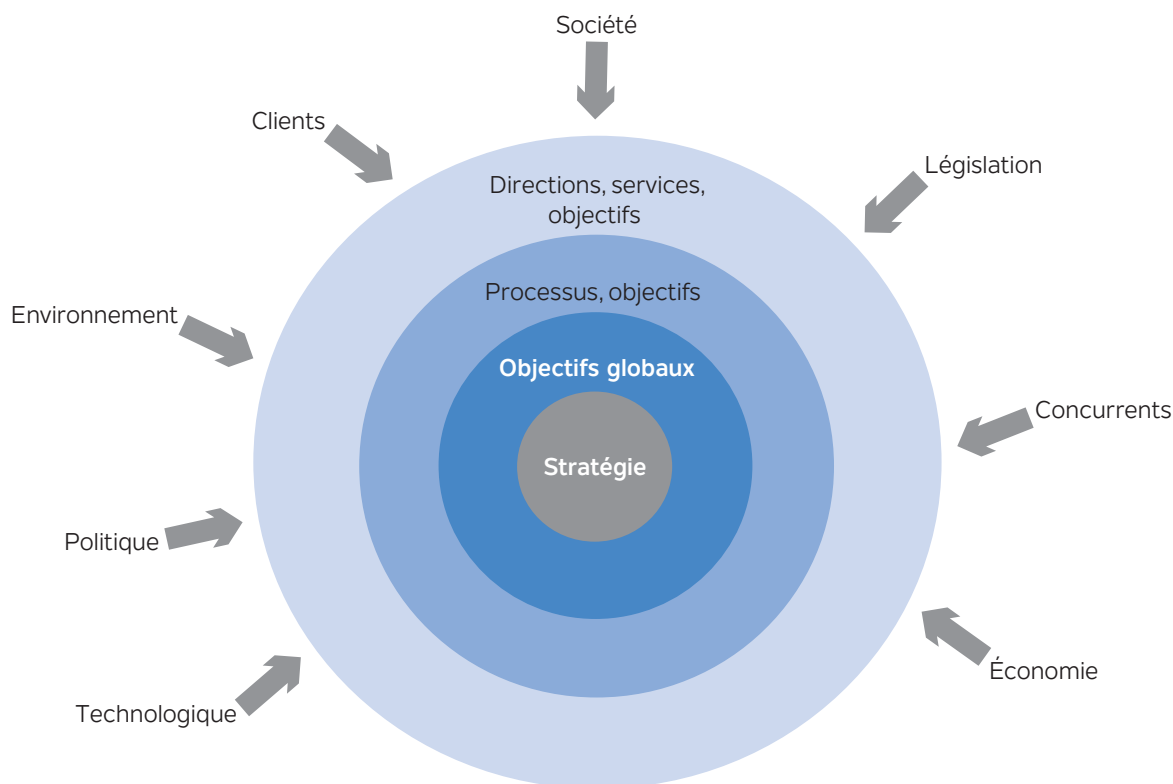 Société
Clients
Législation
Directions, services,
objectifs
Processus, objectifs
Environnement
Objectifs globaux
Concurrents
Stratégie
Politique
Économie
Technologique